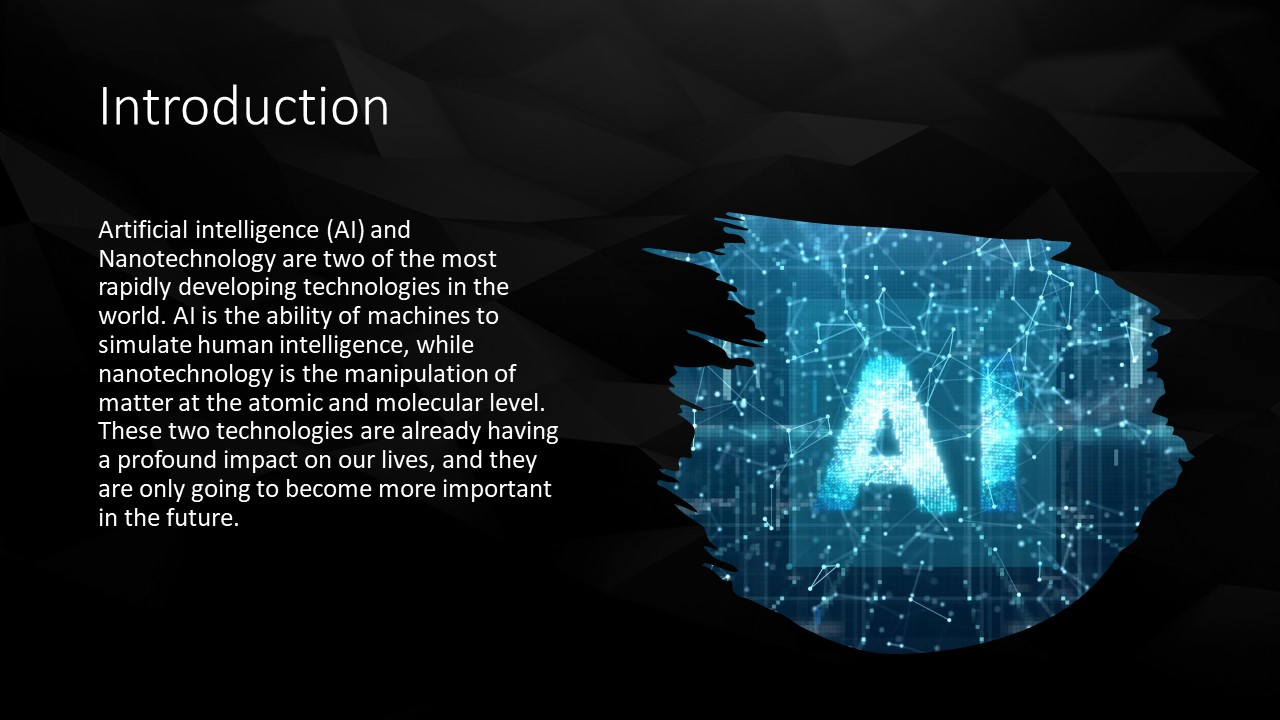 Introduction
Artificial intelligence (AI) and
Nanotechnology are two of the most
rapidly developing technologies in the
world. AI is the ability of machines to
simulate human intelligence, while
nanotechnology is the manipulation of
matter at the atomic and molecular level.
These two technologies are already having
a profound impact on our lives, and they
are only going to become more important
in the future.
AI